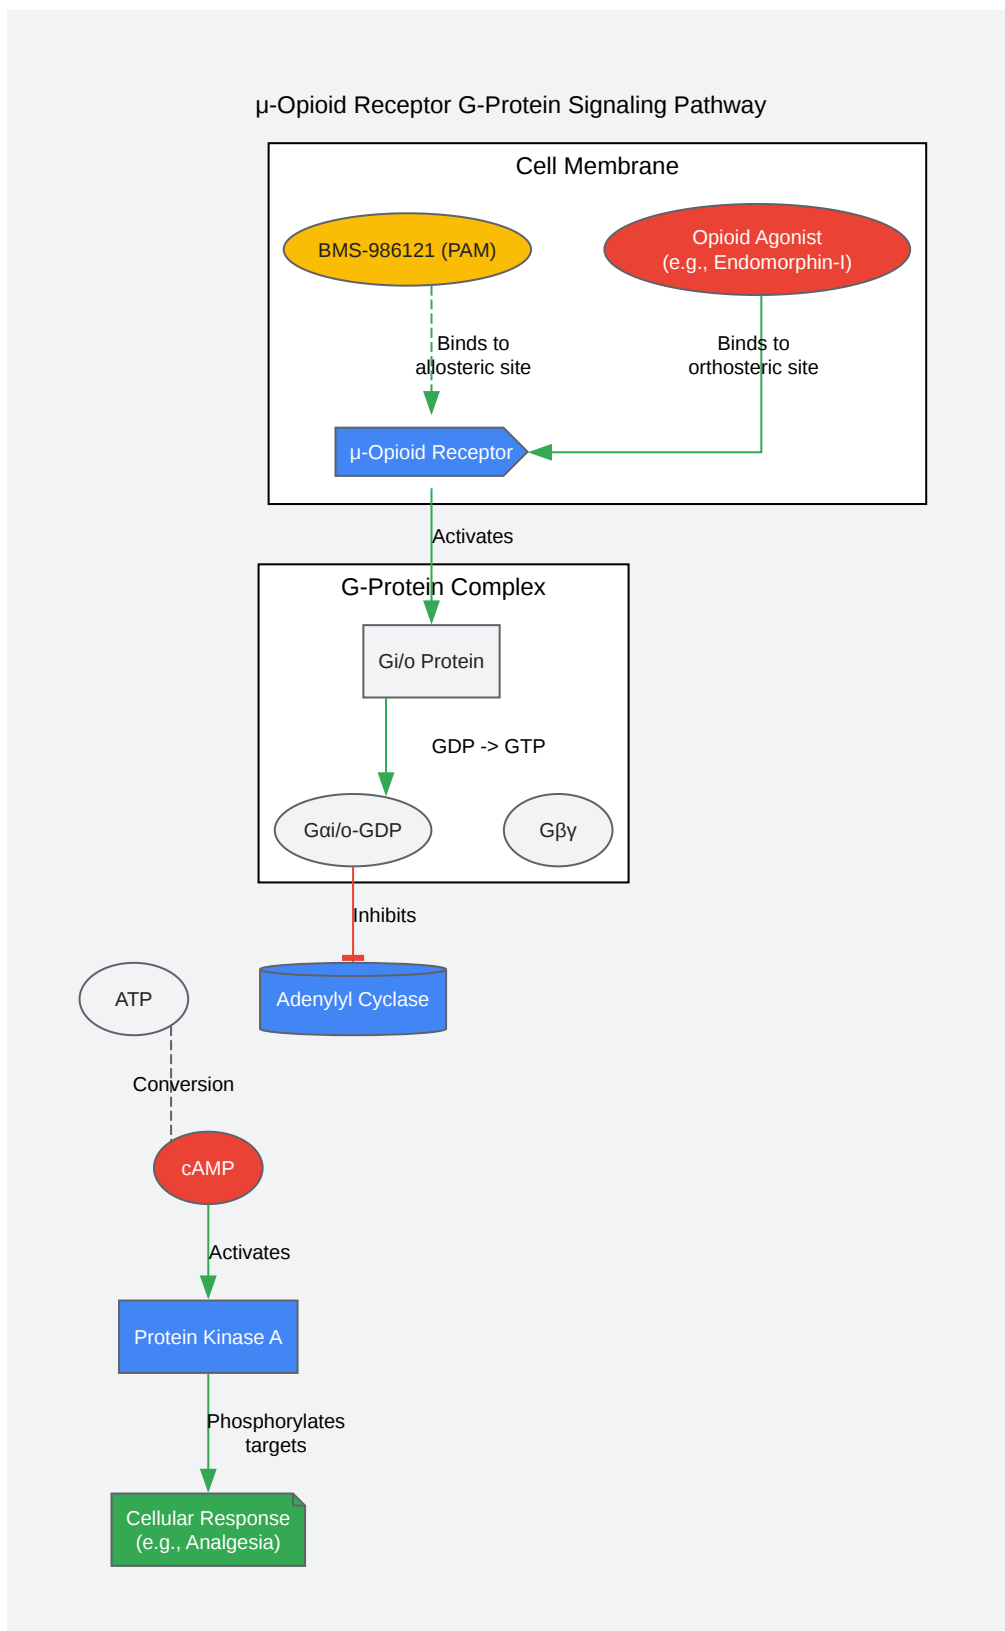 μ-Opioid Receptor G-Protein Signaling Pathway
Cell Membrane
BMS-986121 (PAM)
Opioid Agonist
(e.g., Endomorphin-I)
Binds to
allosteric site
Binds to
orthosteric site
μ-Opioid Receptor
Activates
G-Protein Complex
Gi/o Protein
GDP -> GTP
Gαi/o-GDP
Gβγ
Inhibits
ATP
Adenylyl Cyclase
Conversion
cAMP
Activates
Protein Kinase A
Phosphorylates
targets
Cellular Response
(e.g., Analgesia)